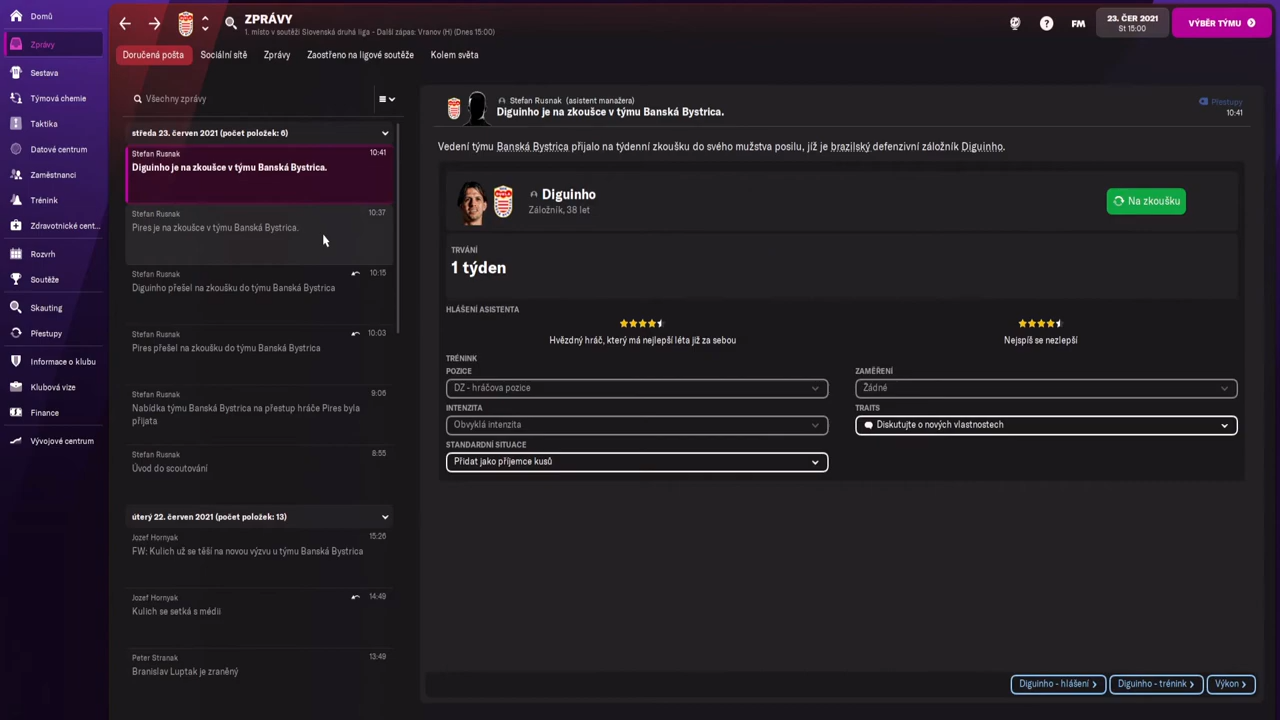 Domů
Zprávy
Sestava
Týmová chemie
Taktika
Datové centrum
Zaměstnanci
Trénink
Zdravotnické cent...
Rozvrh
Soutěže
Skauting
Přestupy
Informace o klubu
Klubová vize
Finance
Vývojové centrum
ZPRÁVY
1. místo v soutěži Slovenská druhá liga - Další zápas: Vranov (H) (Dnes 15:00)
?
FM
23. ČER 2021
St 15:00
VÝBĚR TÝMU
Doručená pošta
Sociální sítě
Zprávy
Zaostřeno na ligové soutěže
Kolem světa
Všechny zprávy
středa 23. červen 2021 (počet položek: 6)
Stefan Rusnak 10:41
Diguinho je na zkoušce v týmu Banská Bystrica.
Stefan Rusnak 10:37
Pires je na zkoušce v týmu Banská Bystrica.
Stefan Rusnak 10:15
Diguinho přešel na zkoušku do týmu Banská Bystrica
Stefan Rusnak 10:03
Pires přešel na zkoušku do týmu Banská Bystrica
Stefan Rusnak 9:06
Nabídka týmu Banská Bystrica na přestup hráče Pires byla
přijata
Stefan Rusnak 8:55
Úvod do scoutování
úterý 22. červen 2021 (počet položek: 13)
Jozef Hornyak 15:26
FW: Kulich už se těší na novou výzvu u týmu Banská Bystrica
Jozef Hornyak 14:49
Kulich se setká s médii
Peter Stranak 13:49
Branislav Luptak je zraněný
Stefan Rusnak (asistent manažera)
Diguinho je na zkoušce v týmu Banská Bystrica.
Přestupy
10:41
Vedení týmu Banská Bystrica přijalo na týdenní zkoušku do svého mužstva posilu, jíž je brazilský defenzivní záložník Diguinho.
Diguinho
Záložník, 38 let
Na zkoušku
TRVÁNÍ
1 týden
HLÁŠENÍ ASISTENTA
Hvězdný hráč, který má nejlepší léta již za sebou
Nejspíš se nezlepší
TRÉNINK
POZICE
DZ - hráčova pozice
ZAMĚŘENÍ
Žádné
INTENZITA
Obvyklá intenzita
TRAITS
Diskutujte o nových vlastnostech
STANDARDNÍ SITUACE
Přidat jako příjemce kusů
Diguinho - hlášení
Diguinho - trénink
Výkon